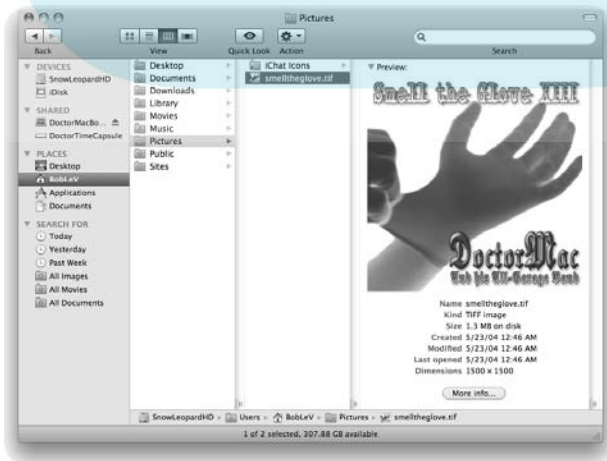 Pictures
Back
View
Quick Look
Action
Search
DEVICES
SnowLeopardHD
iDisk
SHARED
DoctorMacBo...
DoctorTimeCapsule
PLACES
Desktop
BobLeV
Applications
Documents
SEARCH FOR
Today
Yesterday
Past Week
All Images
All Movies
All Documents
Desktop
Documents
Downloads
Library
Movies
Music
Pictures
Public
Sites
iChat Icons
smelltheglove.tif
Preview:
Smell the Glove XIII
DoctorMac
And his All-Garage Band
Name smelltheglove.tif
Kind TIFF image
Size 1.3 MB on disk
Created 5/23/04 12:46 AM
Modified 5/23/04 12:46 AM
Last opened 5/23/04 12:46 AM
Dimensions 1500 x 1500
More info...
SnowLeopardHD
Users
BobLeV
Pictures
smelltheglove.tif
1 of 2 selected, 307.88 GB available